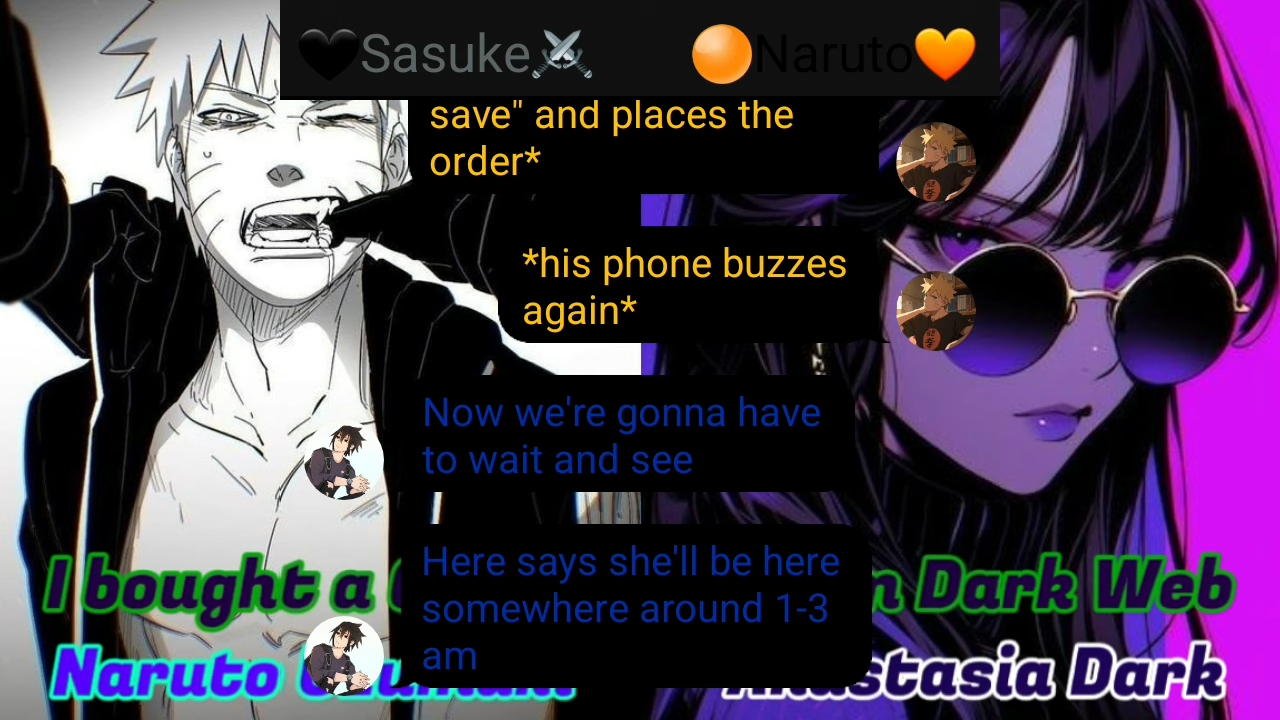 🖤Sasuke⚔️
🟠Naruto🧡
save" and places the
order*
*his phone buzzes
again*
Now we're gonna have
to wait and see
Here says she'll be here
somewhere around 1-3
am
I bought a
Dark Web
Naruto
Dark